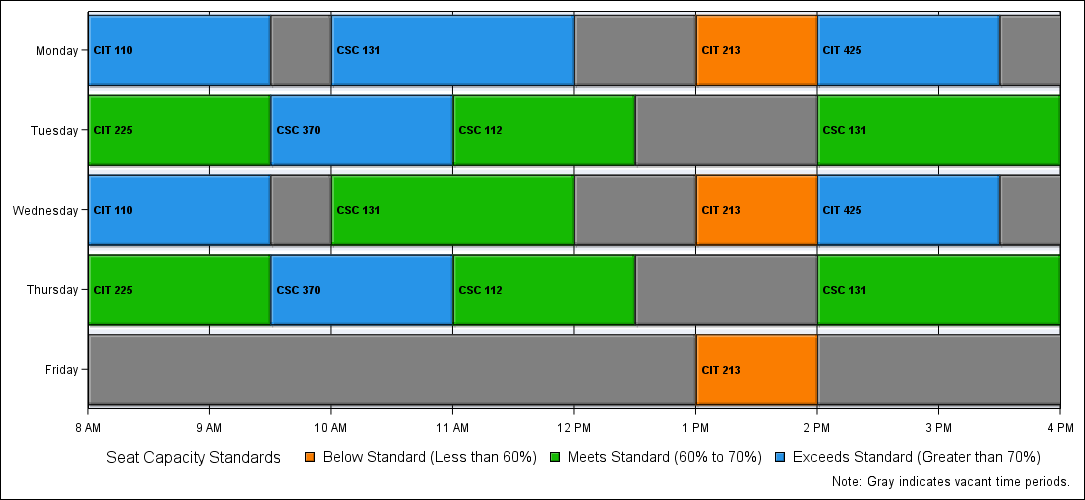 Monday CIT 110 CSC 131 CIT 213 CIT 425
Tuesday CIT 225 CSC 370 CSC 112 CSC 131
Wednesday CIT 110 CSC 131 CIT 213 CIT 425
Thursday CIT 225 CSC 370 CSC 112 CSC 131
Friday CIT 213
8 AM 9 AM 10 AM 11 AM 12 PM 1 PM 2 PM 3 PM 4 PM
Seat Capacity Standards Below Standard (Less than 60%) Meets Standard (60% to 70%) Exceeds Standard (Greater than 70%)
Note: Gray indicates vacant time periods.